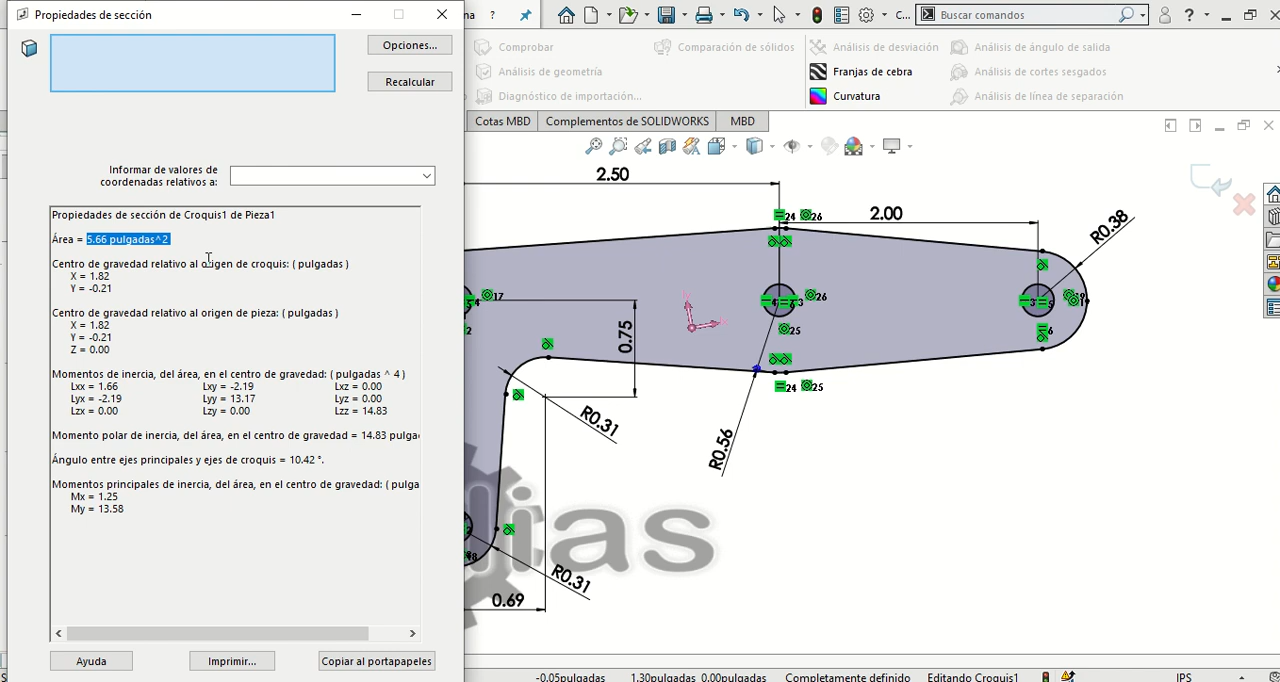 Propiedades de sección
Opciones...
Recalcular
Informar de valores de
coordenadas relativos a:
Propiedades de sección de Croquis1 de Pieza1
Área = 5.66 pulgadas^2
Centro de gravedad relativo al origen de croquis: ( pulgadas )
X = 1.82
Y = -0.21
Centro de gravedad relativo al origen de pieza: ( pulgadas )
X = 1.82
Y = -0.21
Z = 0.00
Momentos de inercia, del área, en el centro de gravedad: ( pulgadas ^ 4 )
Lxx = 1.66 Lxy = -2.19 Lxz = 0.00
Lyx = -2.19 Lyy = 13.17 Lyz = 0.00
Lzx = 0.00 Lzy = 0.00 Lzz = 14.83
Momento polar de inercia, del área, en el centro de gravedad = 14.83 pulga
Ángulo entre ejes principales y ejes de croquis = 10.42 °.
Momentos principales de inercia, del área, en el centro de gravedad: ( pulga
Mx = 1.25
My = 13.58
Ayuda
Imprimir...
Copiar al portapapeles
na ?
C...
Buscar comandos
?
Comprobar
Comparación de sólidos
Análisis de desviación
Análisis de ángulo de salida
Análisis de geometría
Franjas de cebra
Análisis de cortes sesgados
Diagnóstico de importación...
Curvatura
Análisis de línea de separación
Cotas MBD
Complementos de SOLIDWORKS
MBD
2.50
2.00
R0.38
24 26
17
26
0.75
25
24 25
R0.31
R0.56
ias
R0.31
0.69
-0.05pulgadas 1.30pulgadas 0.00pulgadas Completamente definido Editando Croquis1 IPS